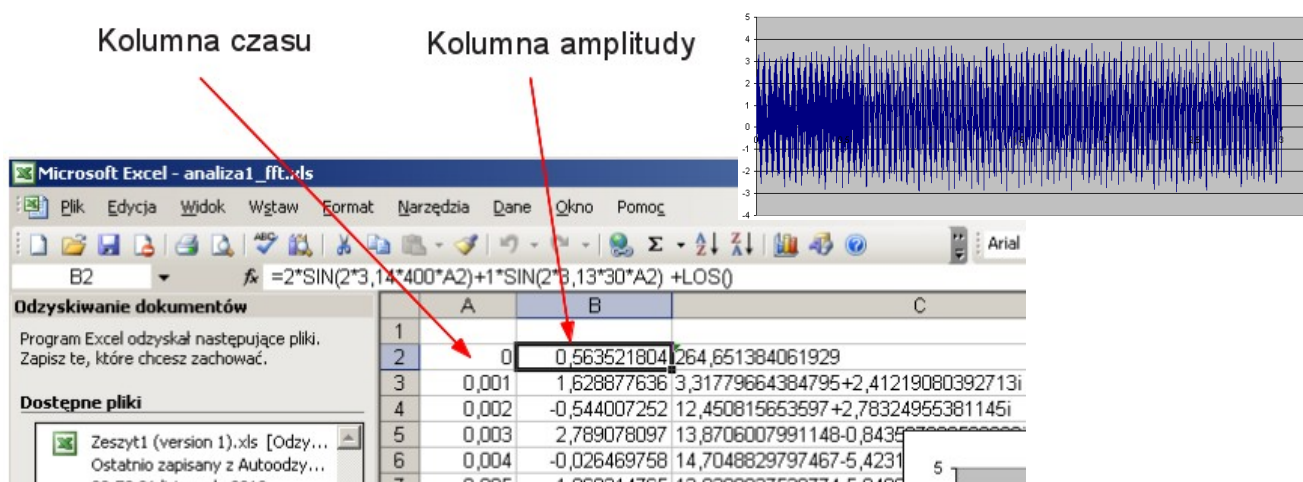 Kolumna czasu
Kolumna amplitudy
5
4
3
2
1
0
-1
-2
-3
-4
Microsoft Excel - analiza1_fft.xls
Plik Edycja Widok Wstaw Format Narzędzia Dane Okno Pomoc
Arial
B2 fx =2*SIN(2*3,14*400*A2)+1*SIN(2*3,13*30*A2) +LOS()
Odzyskiwanie dokumentów
Program Excel odzyskał następujące pliki.
Zapisz te, które chcesz zachować.
Dostępne pliki
Zeszyt1 (version 1).xls [Odzy...
Ostatnio zapisany z Autoodzy...
A B C
1
2 0 0,563521804 264,651384061929
3 0,001 1,628877636 3,31779664384795+2,41219080392713i
4 0,002 -0,544007252 12,450815653597+2,78324955381145i
5 0,003 2,789078097 13,8706007991148-0,8435
6 0,004 -0,026469758 14,7048829797467-5,4231
5